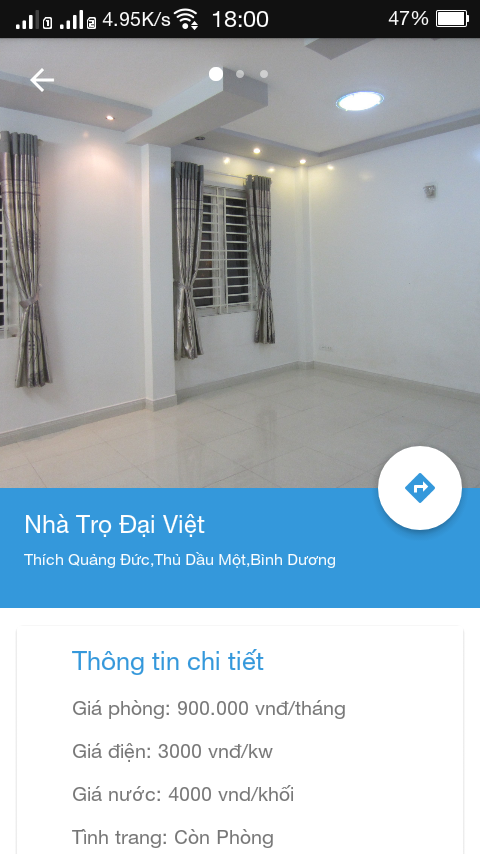 4.95K/s 18:00 47%
Nhà Trọ Đại Việt
Thích Quảng Đức,Thủ Dầu Một,Bình Dương
Thông tin chi tiết
Giá phòng: 900.000 vnđ/tháng
Giá điện: 3000 vnđ/kw
Giá nước: 4000 vnd/khối
Tình trang: Còn Phòng